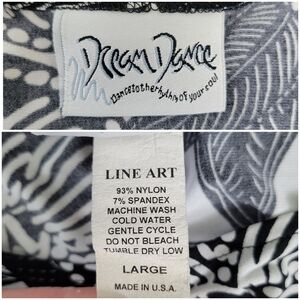 Dream Dance
Dance to the rhythm of your soul
LINE ART
93% NYLON
7% SPANDEX
MACHINE WASH
COLD WATER
GENTLE CYCLE
DO NOT BLEACH
TUMBLE DRY LOW
LARGE
MADE IN U.S.A.